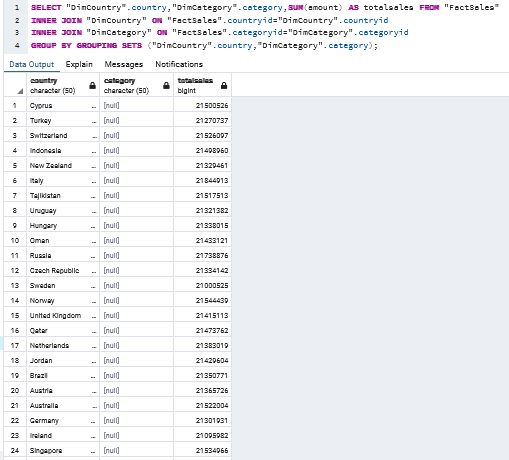 1 SELECT "DimCountry".country,"DimCategory".category,SUM(amount) AS totalsales FROM "FactSales"
2 INNER JOIN "DimCountry" ON "FactSales".countryid="DimCountry".countryid
3 INNER JOIN "DimCategory" ON "FactSales".categoryid="DimCategory".categoryid
4 GROUP BY GROUPING SETS ("DimCountry".country,"DimCategory".category);
Data Output Explain Messages Notifications
country category totalsales
character (50) character (50) bigint
1 Cyprus ... [null] 21500526
2 Turkey ... [null] 21270737
3 Switzerland ... [null] 21526097
4 Indonesia ... [null] 21498960
5 New Zealand ... [null] 21329461
6 Italy ... [null] 21844913
7 Tajikistan ... [null] 21517513
8 Uruguay ... [null] 21321382
9 Hungary ... [null] 21338015
10 Oman ... [null] 21433121
11 Russia ... [null] 21738876
12 Czech Republic ... [null] 21334142
13 Sweden ... [null] 21000525
14 Norway ... [null] 21544439
15 United Kingdom ... [null] 21415113
16 Qatar ... [null] 21473762
17 Netherlands ... [null] 21383019
18 Jordan ... [null] 21429604
19 Brazil ... [null] 21350771
20 Austria ... [null] 21365726
21 Australia ... [null] 21522004
22 Germany ... [null] 21301931
23 Ireland ... [null] 21095982
24 Singapore ... [null] 21534966